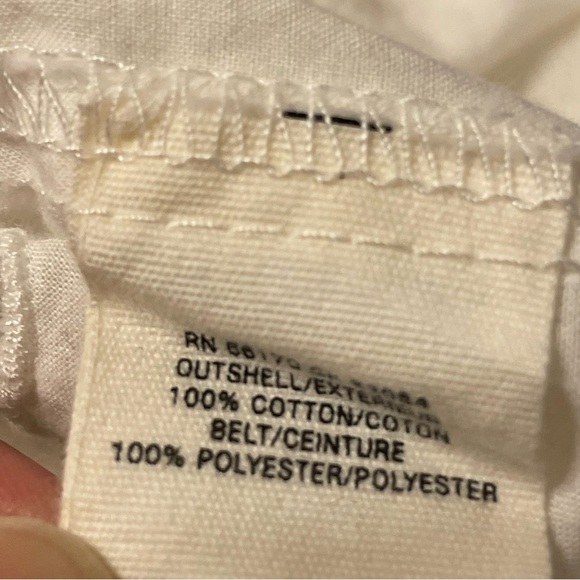 RN
OUTSHELL/EXTERIEUR
100% COTTON/COTON
BELT/CEINTURE
100% POLYESTER/POLYESTER